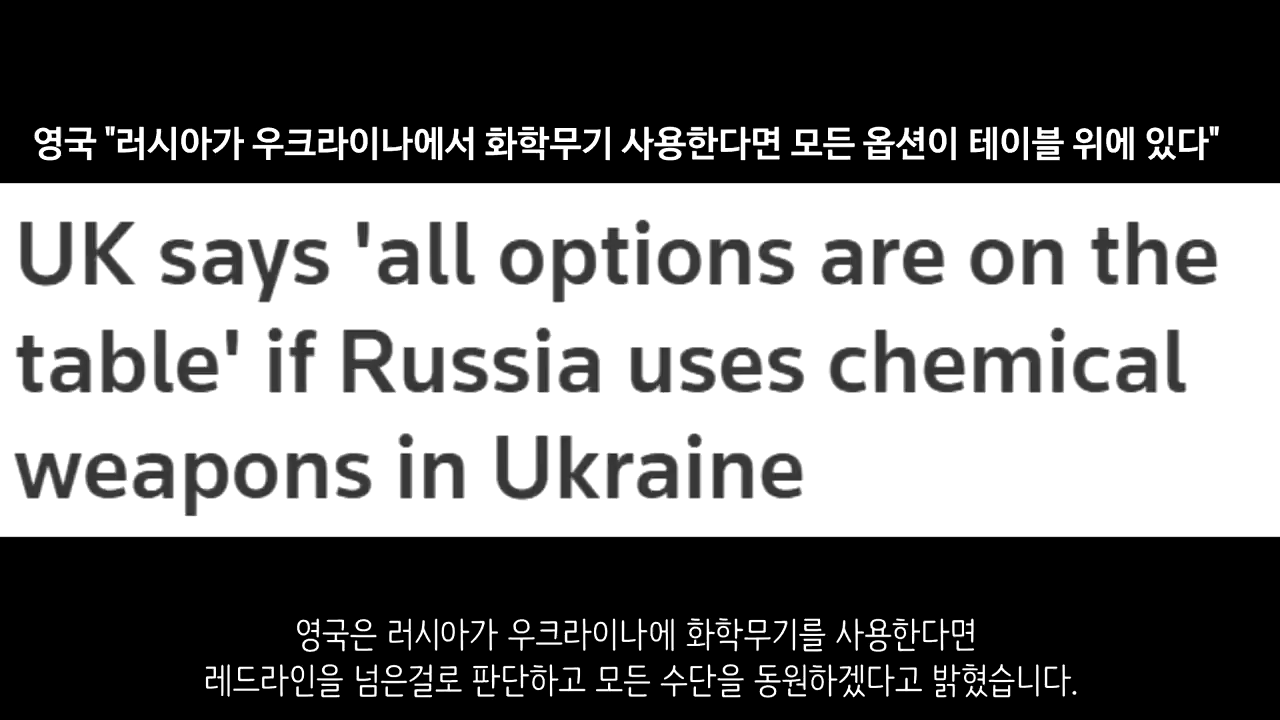 영국 "러시아가 우크라이나에서 화학무기 사용한다면 모든 옵션이 테이블 위에 있다"
UK says 'all options are on the
table' if Russia uses chemical
weapons in Ukraine
영국은 러시아가 우크라이나에 화학무기를 사용한다면
레드라인을 넘은걸로 판단하고 모든 수단을 동원하겠다고 밝혔습니다.